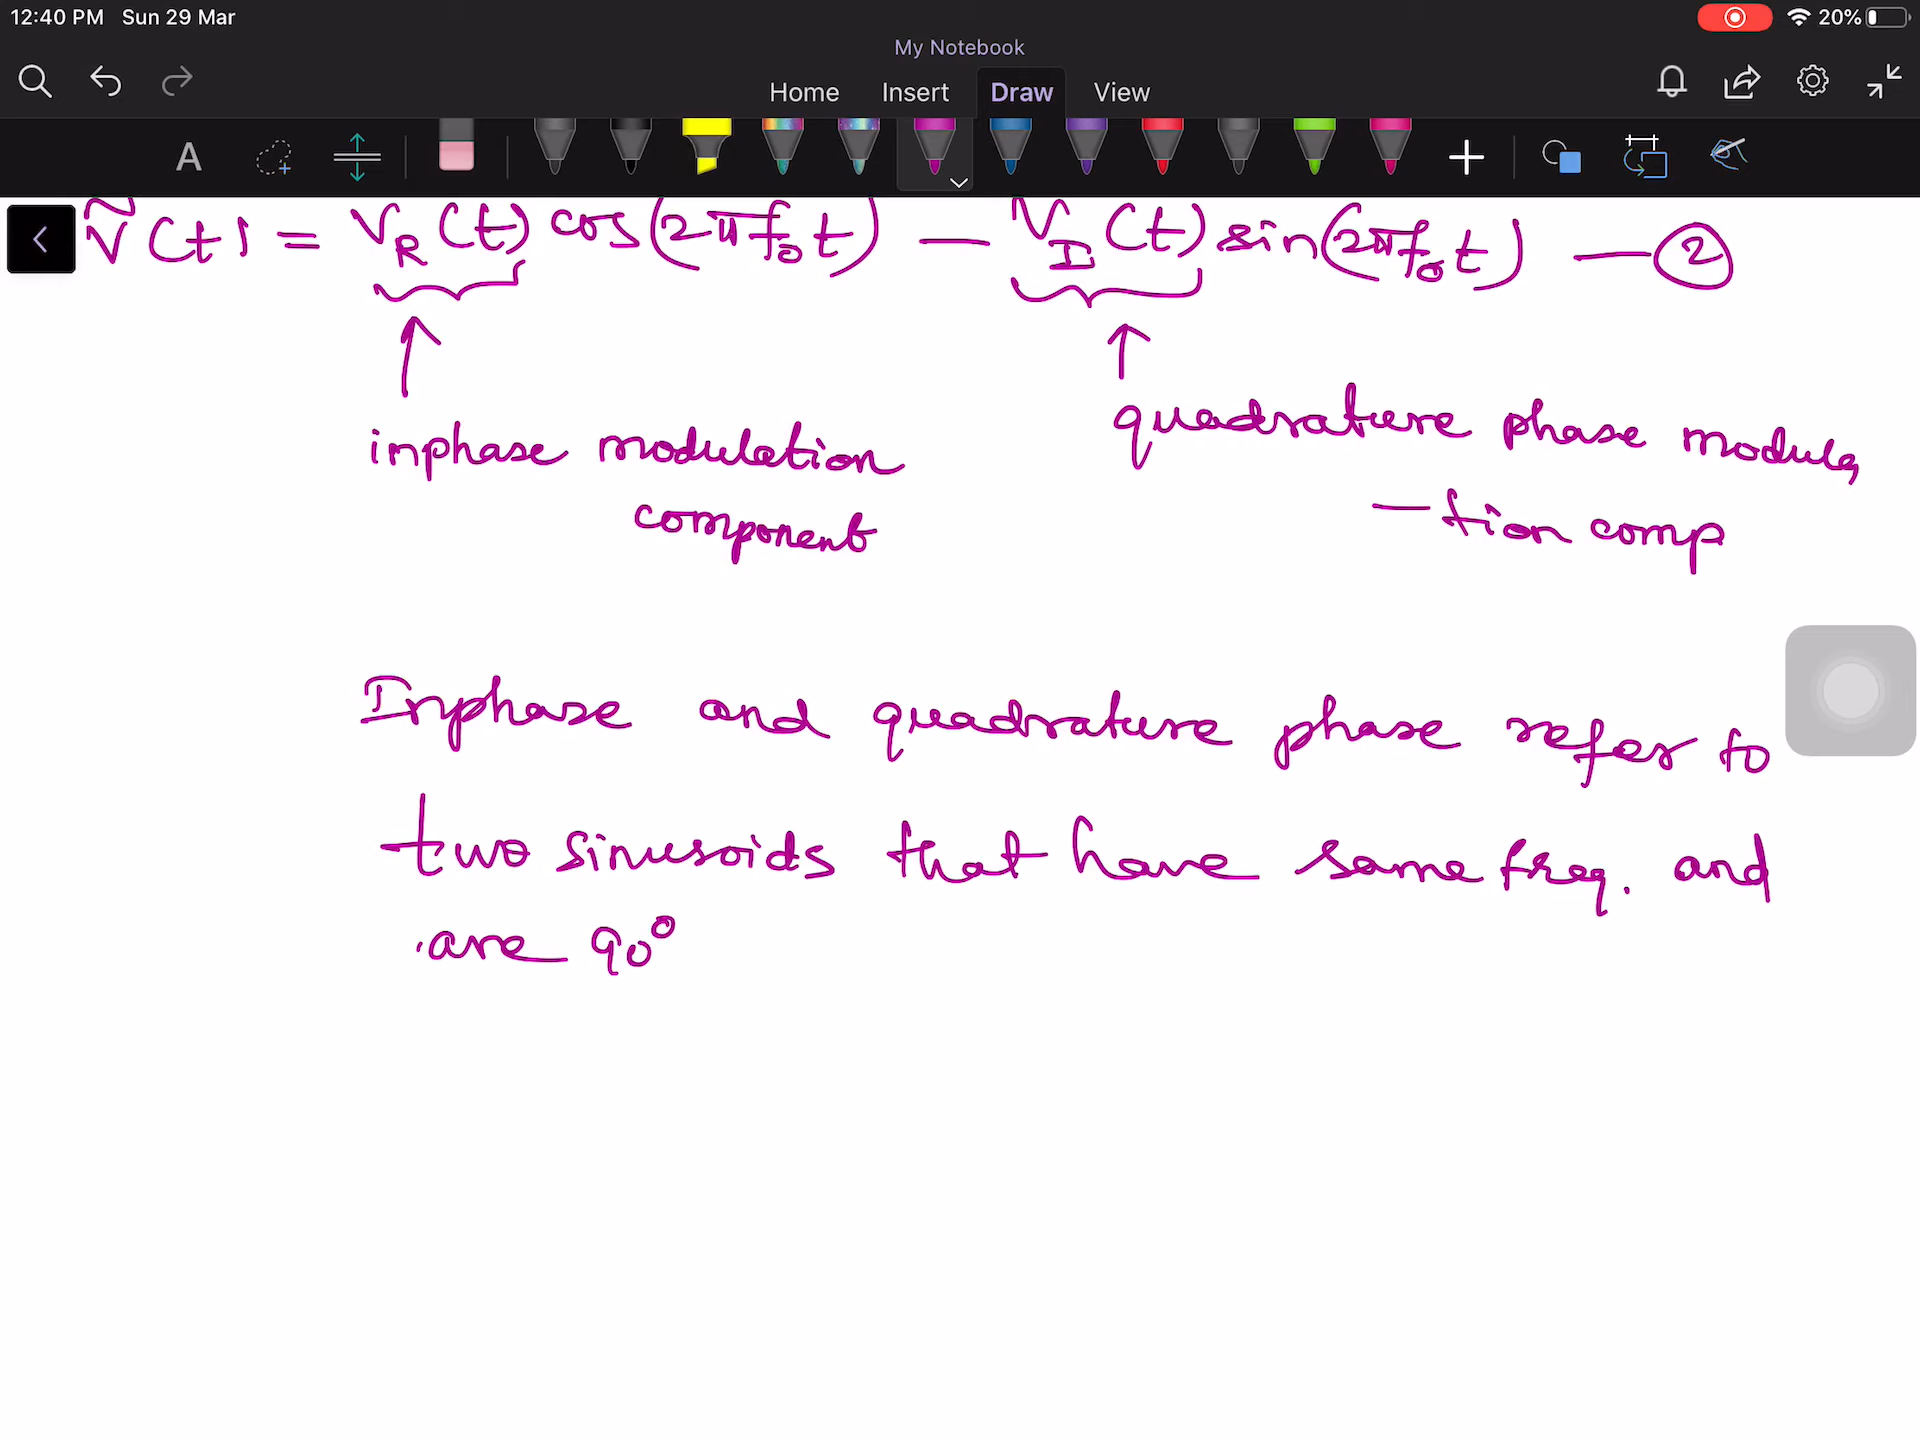 12:40 PM Sun 29 Mar
20%
My Notebook
Home Insert Draw View
A
Ṽ(t) = V_R(t) cos(2πf₀t) — V_I(t) sin(2πf₀t) — ②
inphase modulation
component
quadrature phase modula
— tion comp
Inphase and quadrature phase refer to
two sinusoids that have same freq. and
are 90°